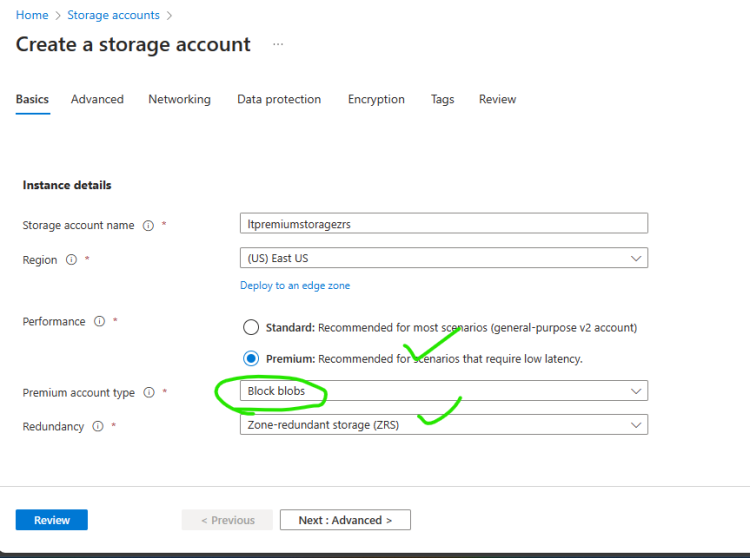 Home > Storage accounts >
Create a storage account ...
Basics Advanced Networking Data protection Encryption Tags Review
Instance details
Storage account name * ltpremiumstoragezrs
Region * (US) East US
Deploy to an edge zone
Performance * Standard: Recommended for most scenarios (general-purpose v2 account)
Premium: Recommended for scenarios that require low latency.
Premium account type * Block blobs
Redundancy * Zone-redundant storage (ZRS)
Review < Previous Next : Advanced >